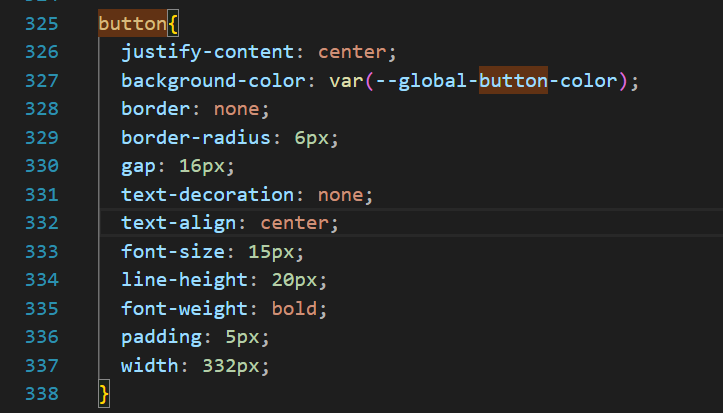 325 button{
326 justify-content: center;
327 background-color: var(--global-button-color);
328 border: none;
329 border-radius: 6px;
330 gap: 16px;
331 text-decoration: none;
332 text-align: center;
333 font-size: 15px;
334 line-height: 20px;
335 font-weight: bold;
336 padding: 5px;
337 width: 332px;
338 }